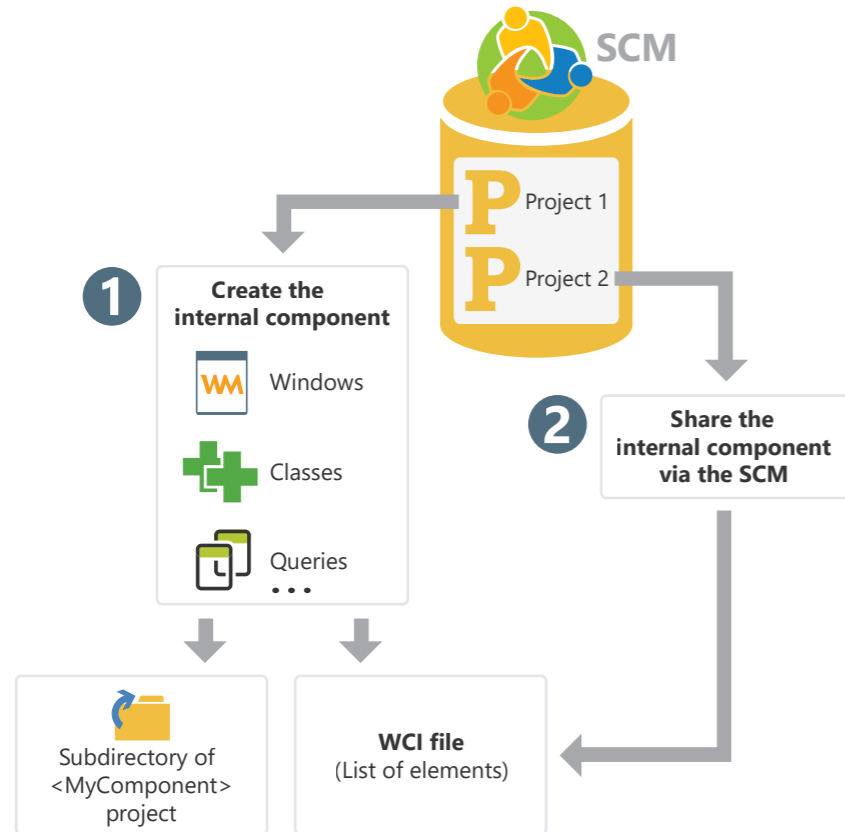 SCM
P Project 1
P Project 2
1
Create the
internal component
WM Windows
Classes
Queries
...
2
Share the
internal component
via the SCM
Subdirectory of
<MyComponent>
project
WCI file
(List of elements)